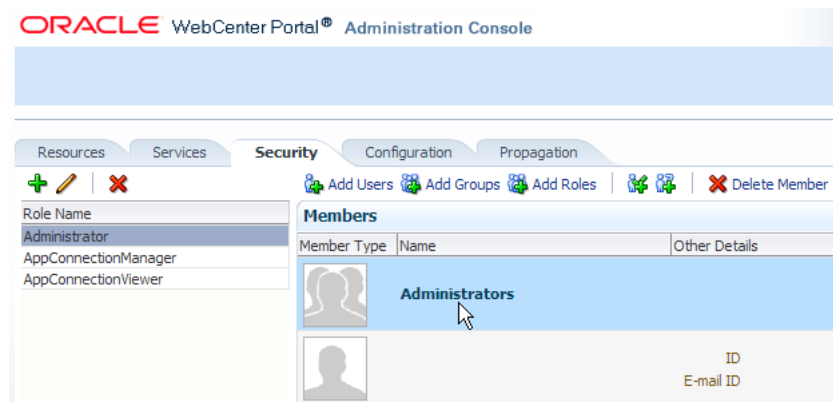 ORACLE WebCenter Portal® Administration Console
Resources Services Security Configuration Propagation
Add Users Add Groups Add Roles Delete Member
Role Name Members
Administrator Member Type Name Other Details
AppConnectionManager
AppConnectionViewer
Administrators
ID
E-mail ID